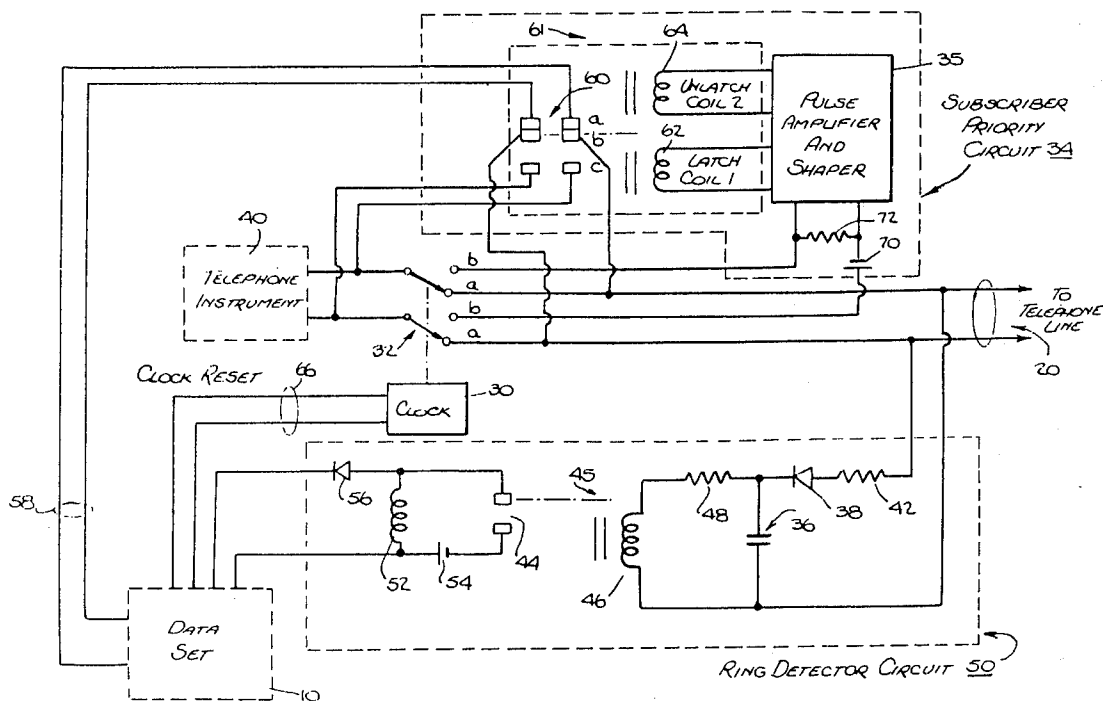 61
64
35
60
UNLATCH
COIL 2
a
b
c
62
LATCH
COIL 1
PULSE
AMPLIFIER
AND
SHAPER
SUBSCRIBER
PRIORITY
CIRCUIT 34
72
70
40
TELEPHONE
INSTRUMENT
b
a
b
a
32
TO
TELEPHONE
LINE
20
CLOCK RESET
66
CLOCK
30
58
56
52
54
44
45
46
48
36
38
42
DATA
SET
10
RING DETECTOR CIRCUIT 50